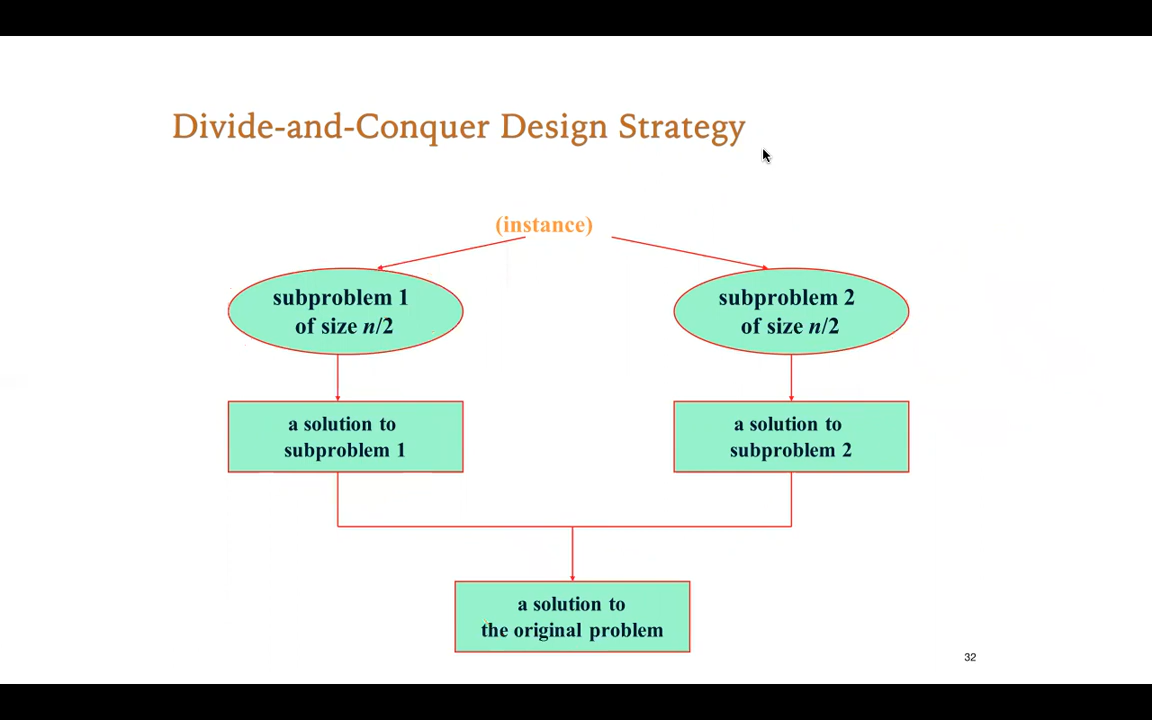 Divide-and-Conquer Design Strategy
(instance)
subproblem 1
of size n/2
subproblem 2
of size n/2
a solution to
subproblem 1
a solution to
subproblem 2
a solution to
the original problem
32